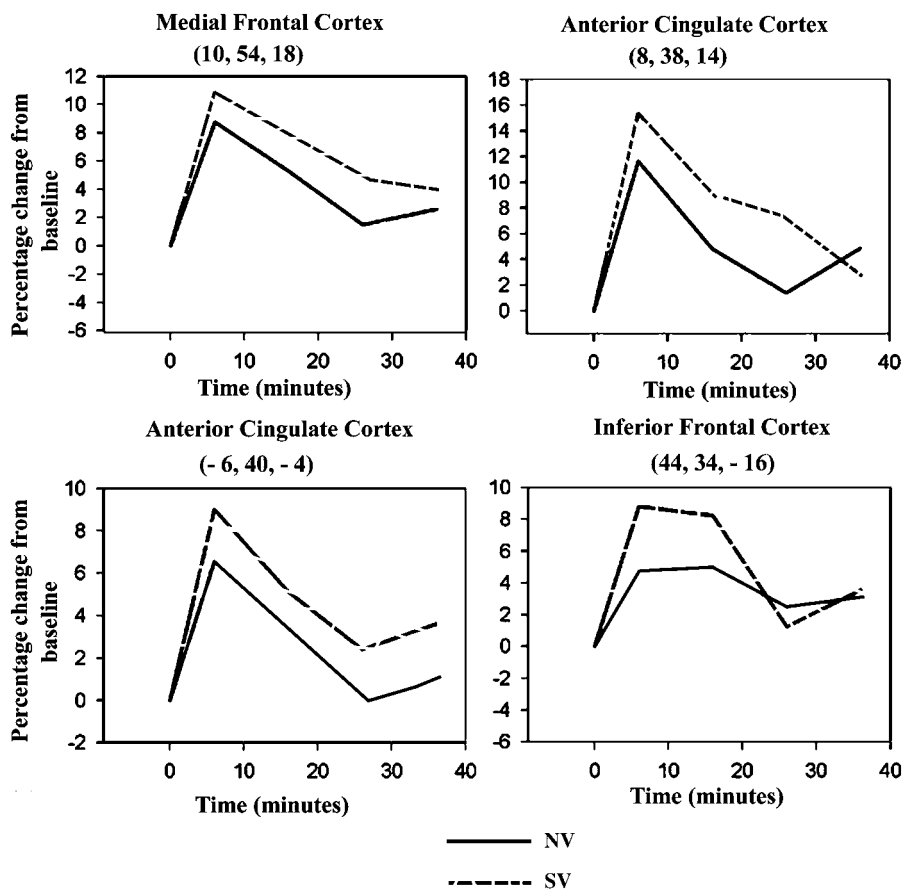 Medial Frontal Cortex
(10, 54, 18)
Percentage change from
baseline
12
10
8
6
4
2
0
-2
-4
-6
0 10 20 30 40
Time (minutes)
Anterior Cingulate Cortex
(8, 38, 14)
18
16
14
12
10
8
6
4
2
0
0 10 20 30 40
Time (minutes)
Anterior Cingulate Cortex
(- 6, 40, - 4)
Percentage change from
baseline
10
8
6
4
2
0
-2
0 10 20 30 40
Time (minutes)
Inferior Frontal Cortex
(44, 34, - 16)
10
8
6
4
2
0
-2
-4
-6
0 10 20 30 40
Time (minutes)
NV
SV